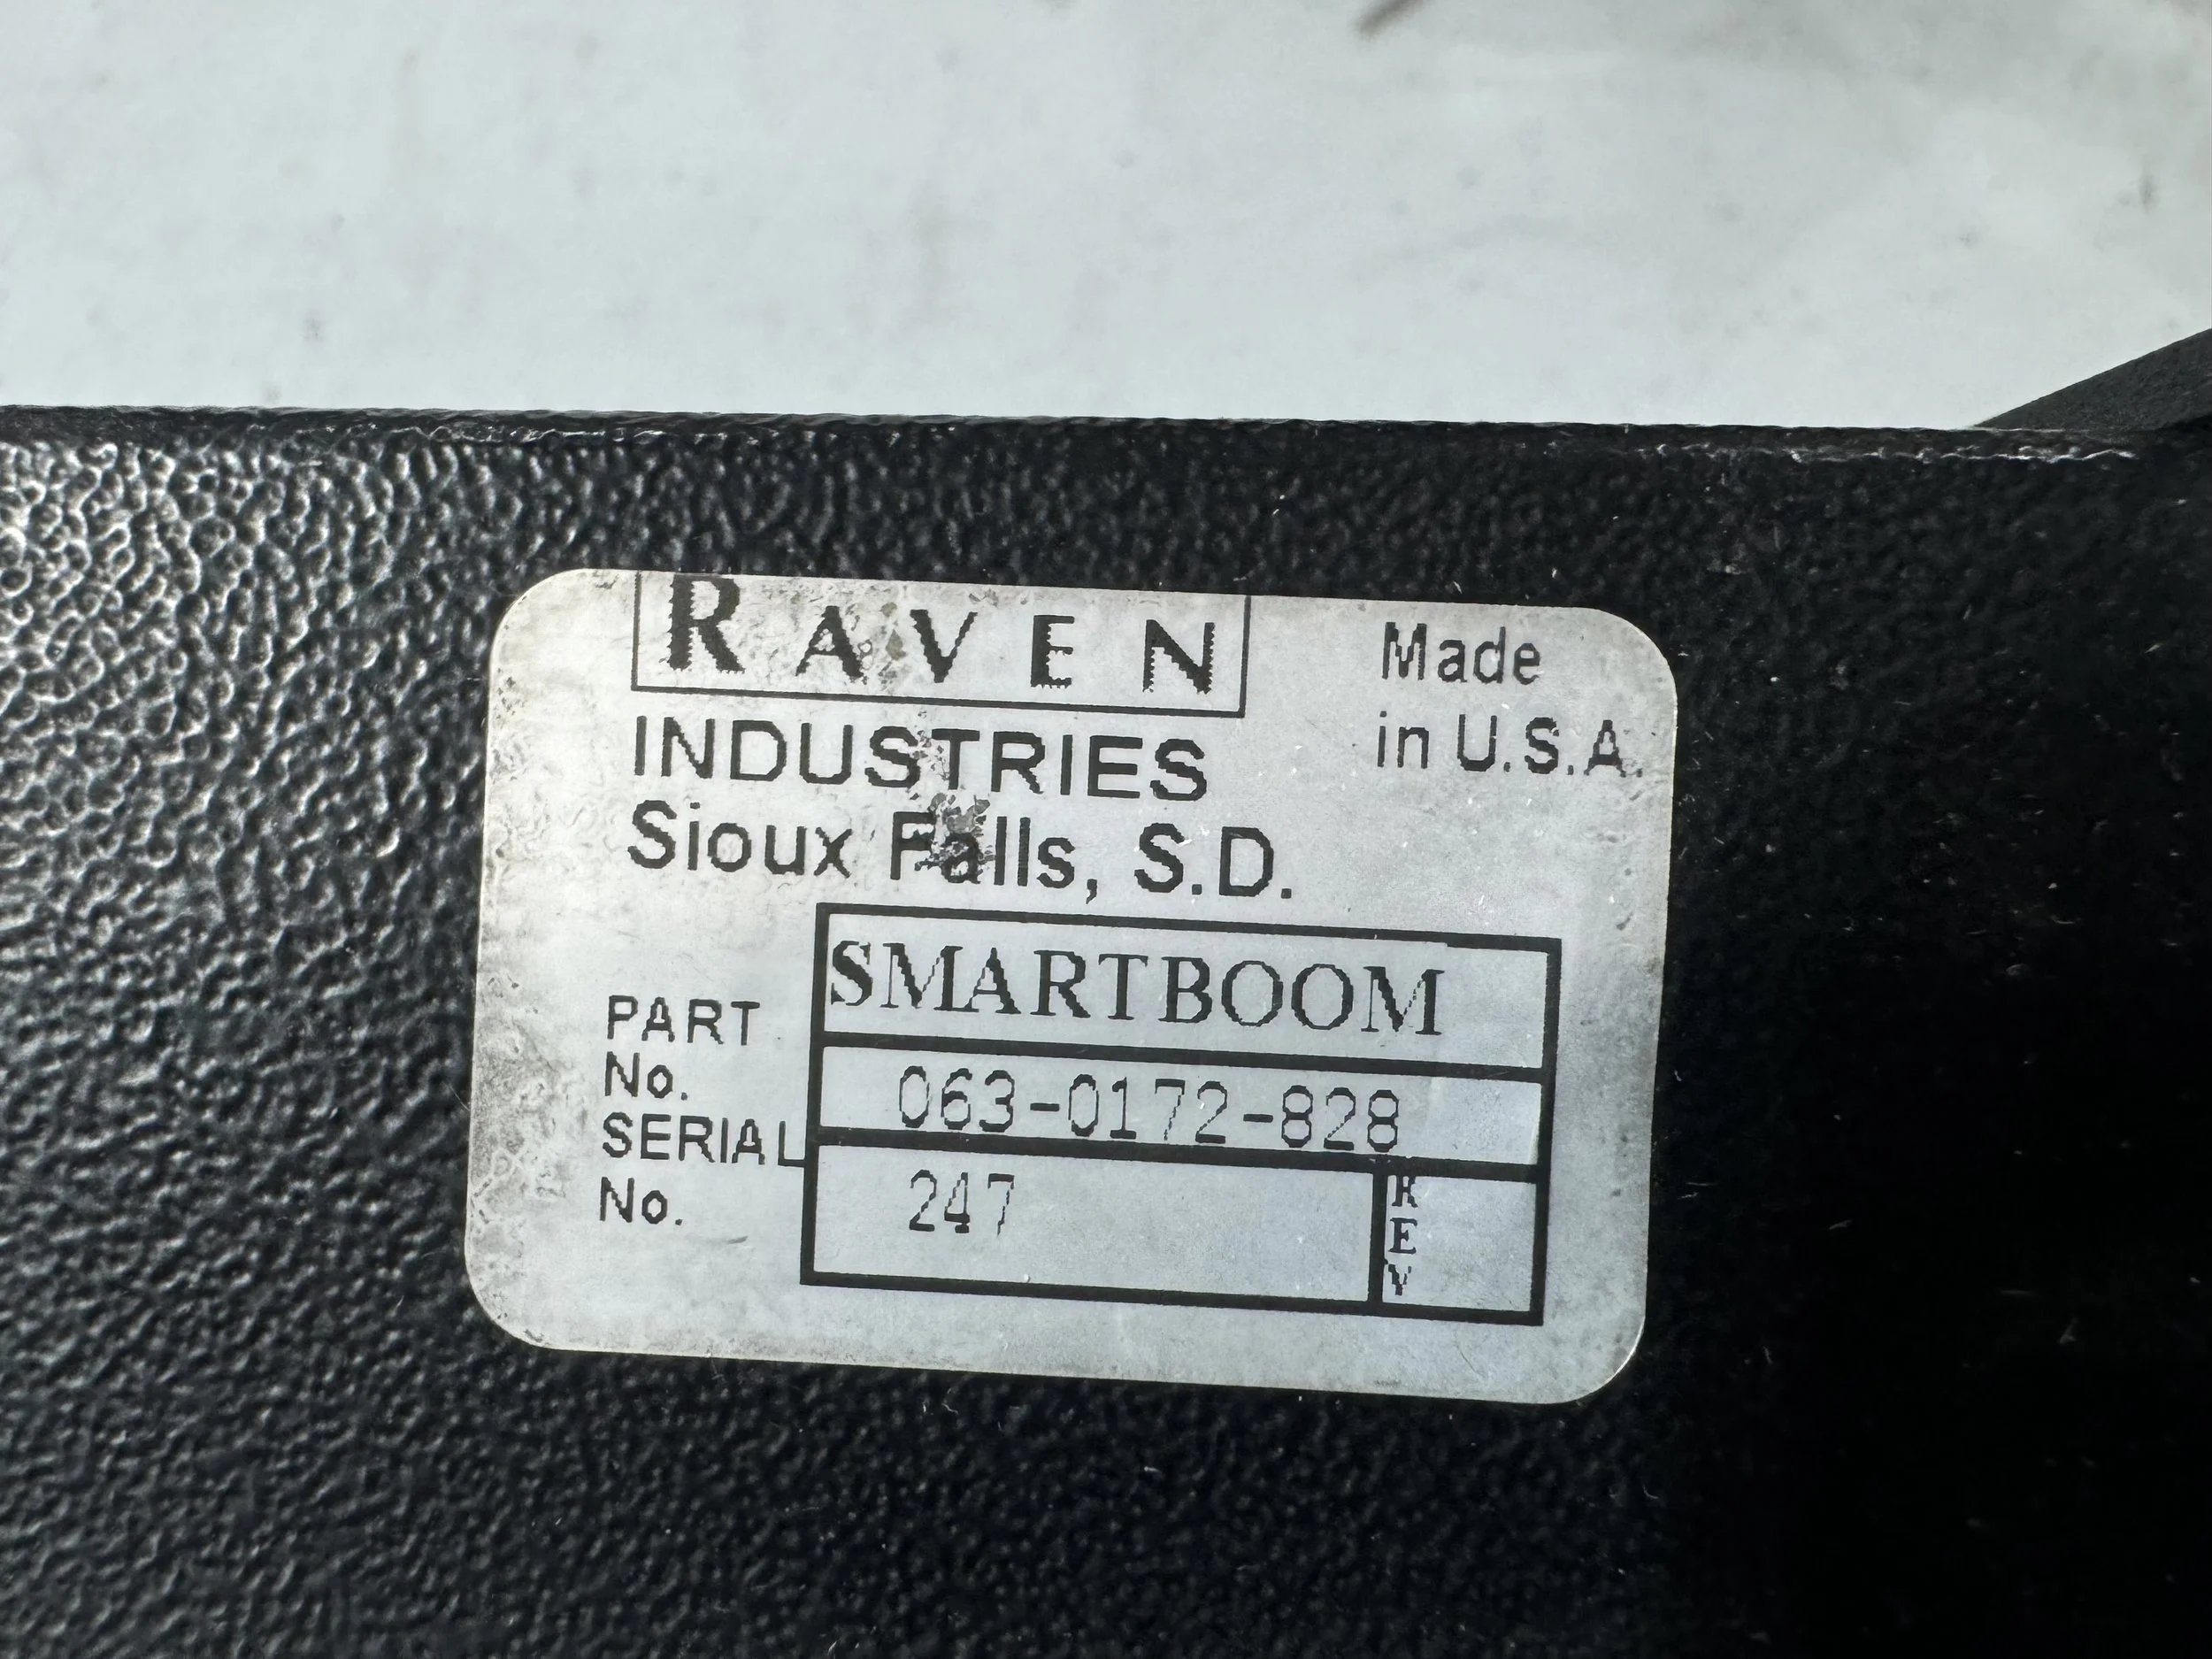 RAVEN
Made
in U.S.A.
INDUSTRIES
Sioux Falls, S.D.
SMARTBOOM
PART
No.
063-0172-828
SERIAL
No.
247
REV